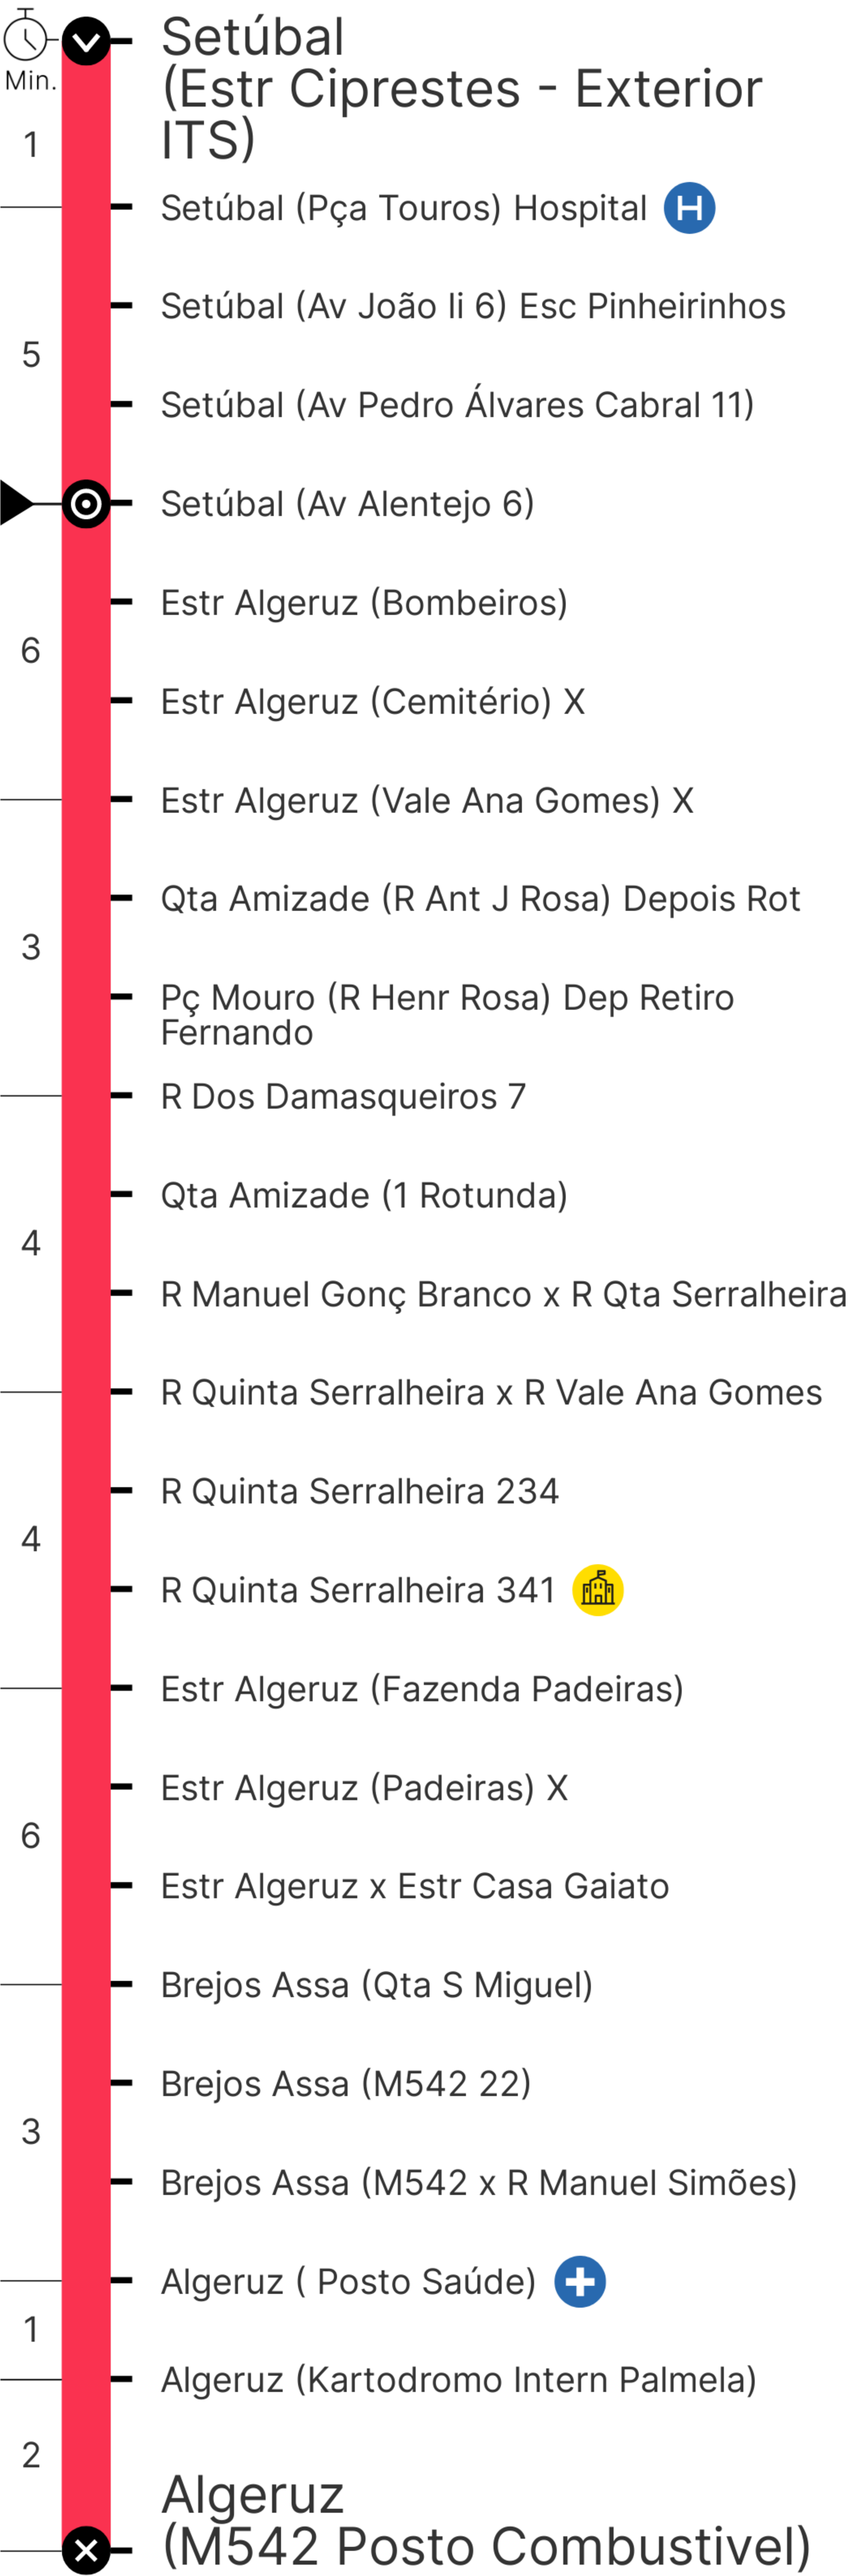 Setúbal
(Estr Ciprestes - Exterior
ITS)
Min.
1
Setúbal (Pça Touros) Hospital H
Setúbal (Av João Ii 6) Esc Pinheirinhos
5
Setúbal (Av Pedro Álvares Cabral 11)
Setúbal (Av Alentejo 6)
Estr Algeruz (Bombeiros)
6
Estr Algeruz (Cemitério) X
Estr Algeruz (Vale Ana Gomes) X
Qta Amizade (R Ant J Rosa) Depois Rot
3
Pç Mouro (R Henr Rosa) Dep Retiro
Fernando
R Dos Damasqueiros 7
Qta Amizade (1 Rotunda)
4
R Manuel Gonç Branco x R Qta Serralheira
R Quinta Serralheira x R Vale Ana Gomes
R Quinta Serralheira 234
4
R Quinta Serralheira 341
Estr Algeruz (Fazenda Padeiras)
Estr Algeruz (Padeiras) X
6
Estr Algeruz x Estr Casa Gaiato
Brejos Assa (Qta S Miguel)
Brejos Assa (M542 22)
3
Brejos Assa (M542 x R Manuel Simões)
Algeruz ( Posto Saúde)
1
Algeruz (Kartodromo Intern Palmela)
2
Algeruz
(M542 Posto Combustivel)